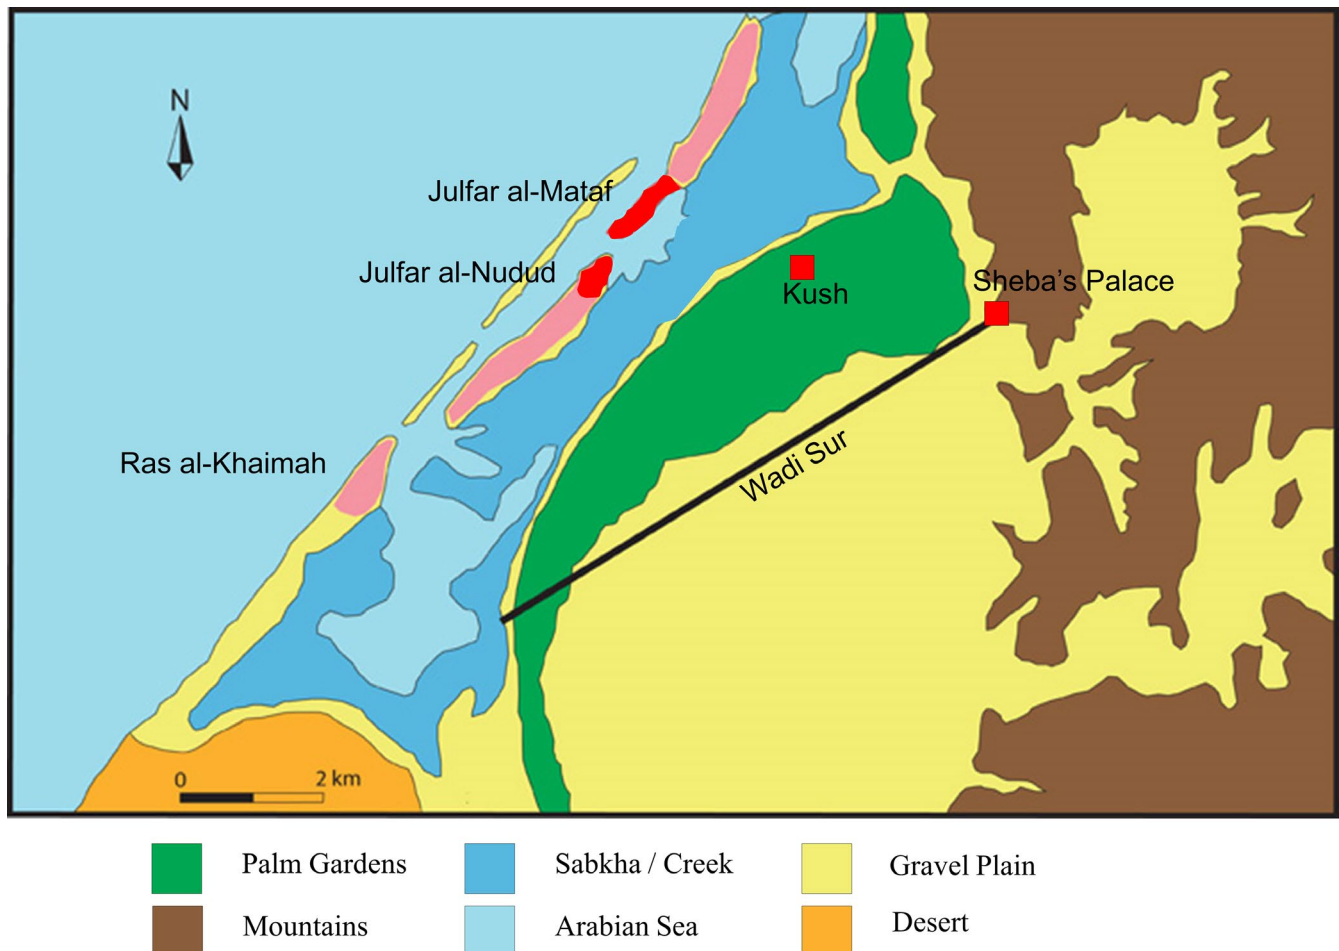 N
Julfar al-Mataf
Julfar al-Nudud
Kush
Sheba's Palace
Ras al-Khaimah
Wadi Sur
0 2 km
Palm Gardens
Sabkha / Creek
Gravel Plain
Mountains
Arabian Sea
Desert